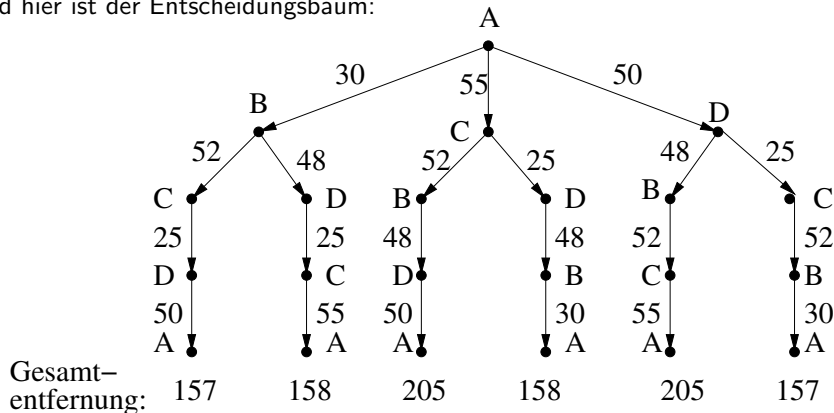 d hier ist der Entscheidungsbaum:
A
30 55 50
B C D
52 48 52 25 48 25
C D B D B C
25 25 48 48 52 52
D C D B C B
50 55 50 30 55 30
A A A A A A
Gesamt–
entfernung: 157 158 205 158 205 157